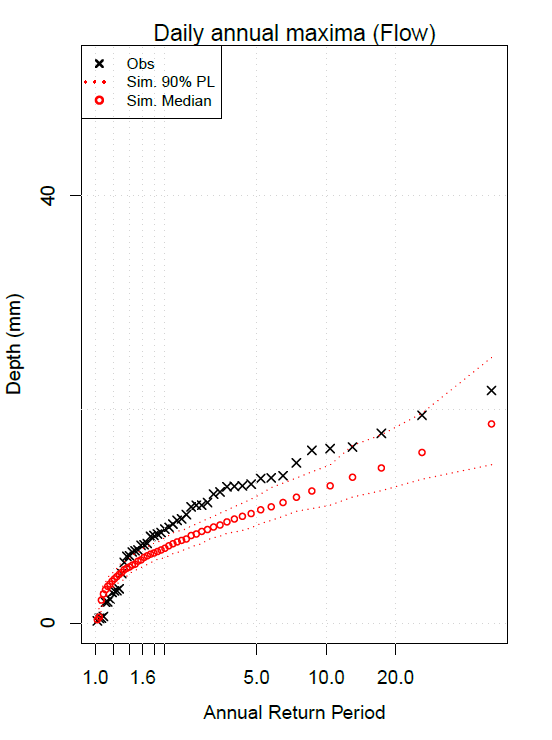 Daily annual maxima (Flow)
Obs
Sim. 90% PL
Sim. Median
40
0
Depth (mm)
1.0 1.6 5.0 10.0 20.0
Annual Return Period